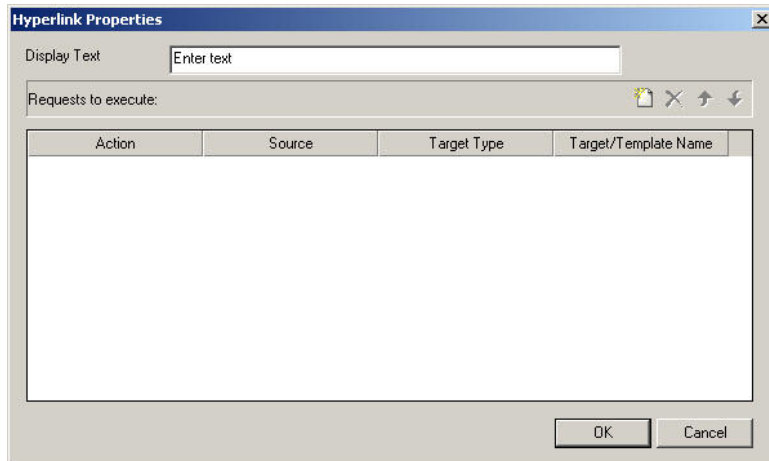 Hyperlink Properties
Display Text Enter text
Requests to execute:
Action Source Target Type Target/Template Name
OK Cancel